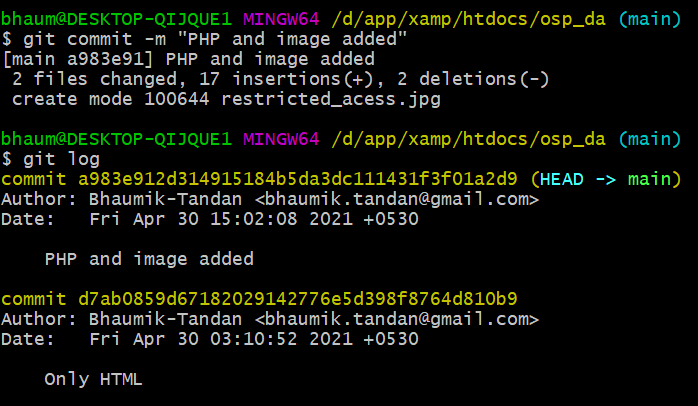 bhaum@DESKTOP-QIJQUE1 MINGW64 /d/app/xamp/htdocs/osp_da (main)
$ git commit -m "PHP and image added"
[main a983e91] PHP and image added
 2 files changed, 17 insertions(+), 2 deletions(-)
 create mode 100644 restricted_acess.jpg

bhaum@DESKTOP-QIJQUE1 MINGW64 /d/app/xamp/htdocs/osp_da (main)
$ git log
commit a983e912d314915184b5da3dc111431f3f01a2d9 (HEAD -> main)
Author: Bhaumik-Tandan <bhaumik.tandan@gmail.com>
Date:   Fri Apr 30 15:02:08 2021 +0530

    PHP and image added

commit d7ab0859d67182029142776e5d398f8764d810b9
Author: Bhaumik-Tandan <bhaumik.tandan@gmail.com>
Date:   Fri Apr 30 03:10:52 2021 +0530

    Only HTML